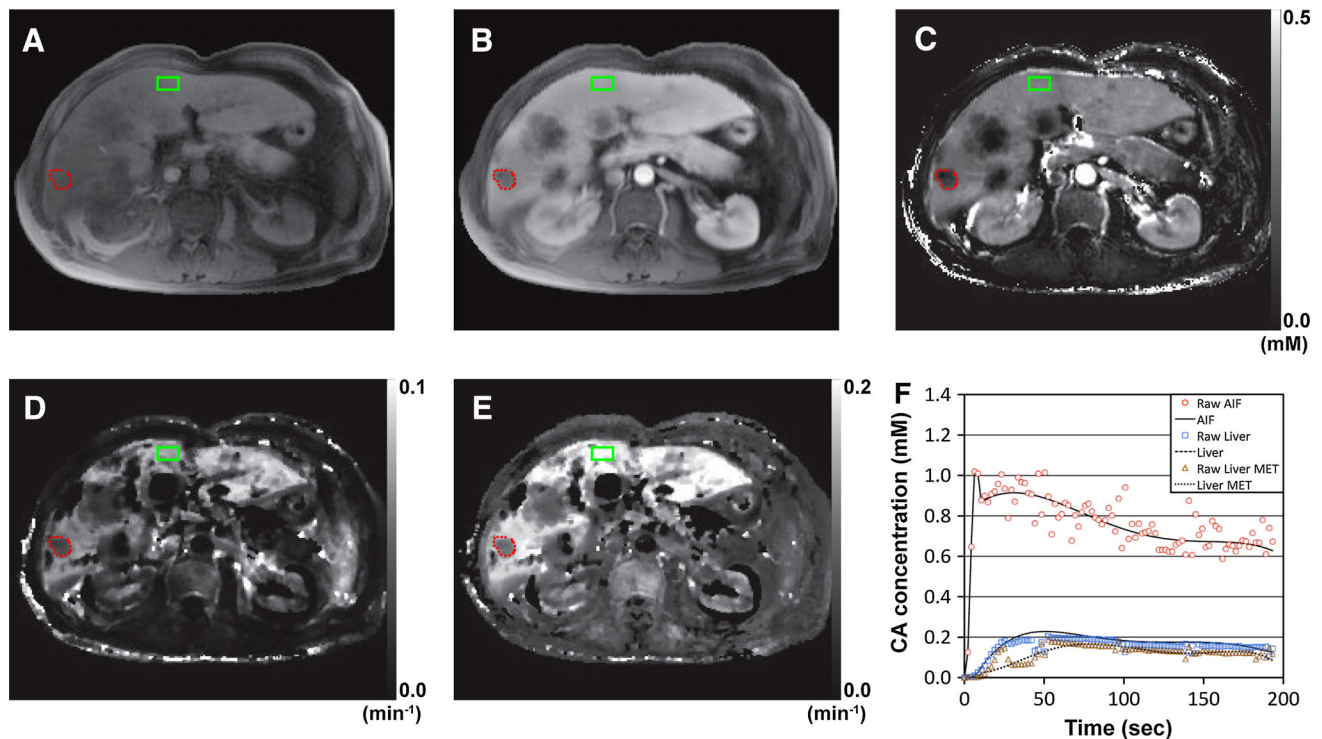 A
B
C
0.5
0.0
(mM)
D
0.1
0.0
(min⁻¹)
E
0.2
0.0
(min⁻¹)
F
CA concentration (mM)
1.4
1.2
1.0
0.8
0.6
0.4
0.2
0.0
Raw AIF
AIF
Raw Liver
Liver
Raw Liver MET
Liver MET
0 50 100 150 200
Time (sec)